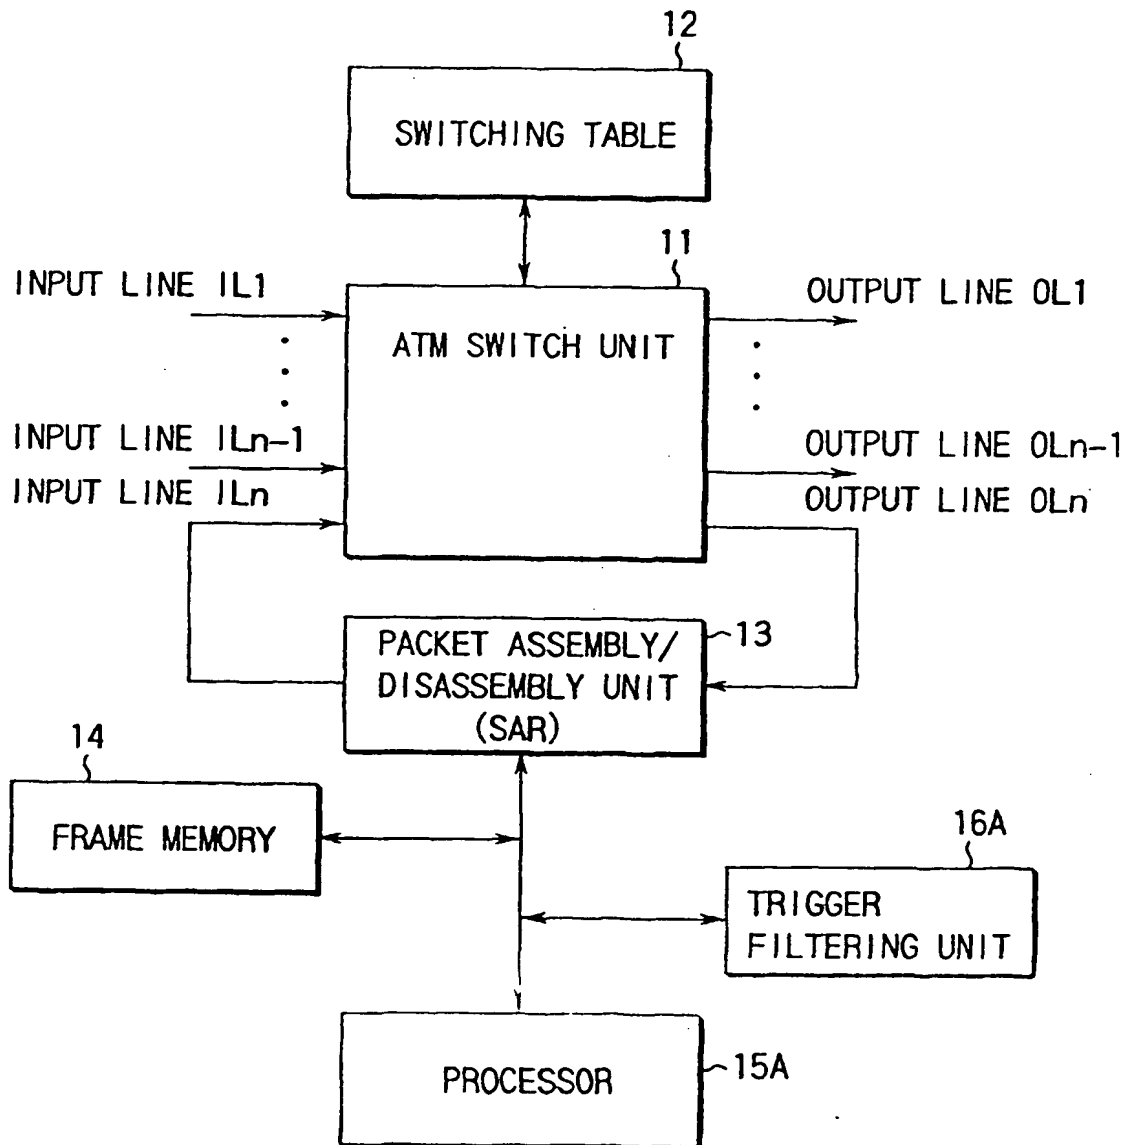 12
SWITCHING TABLE
11
INPUT LINE IL1
OUTPUT LINE OL1
ATM SWITCH UNIT
INPUT LINE ILn-1
OUTPUT LINE OLn-1
INPUT LINE ILn
OUTPUT LINE OLn
13
PACKET ASSEMBLY/
DISASSEMBLY UNIT
(SAR)
14
FRAME MEMORY
16A
TRIGGER
FILTERING UNIT
15A
PROCESSOR